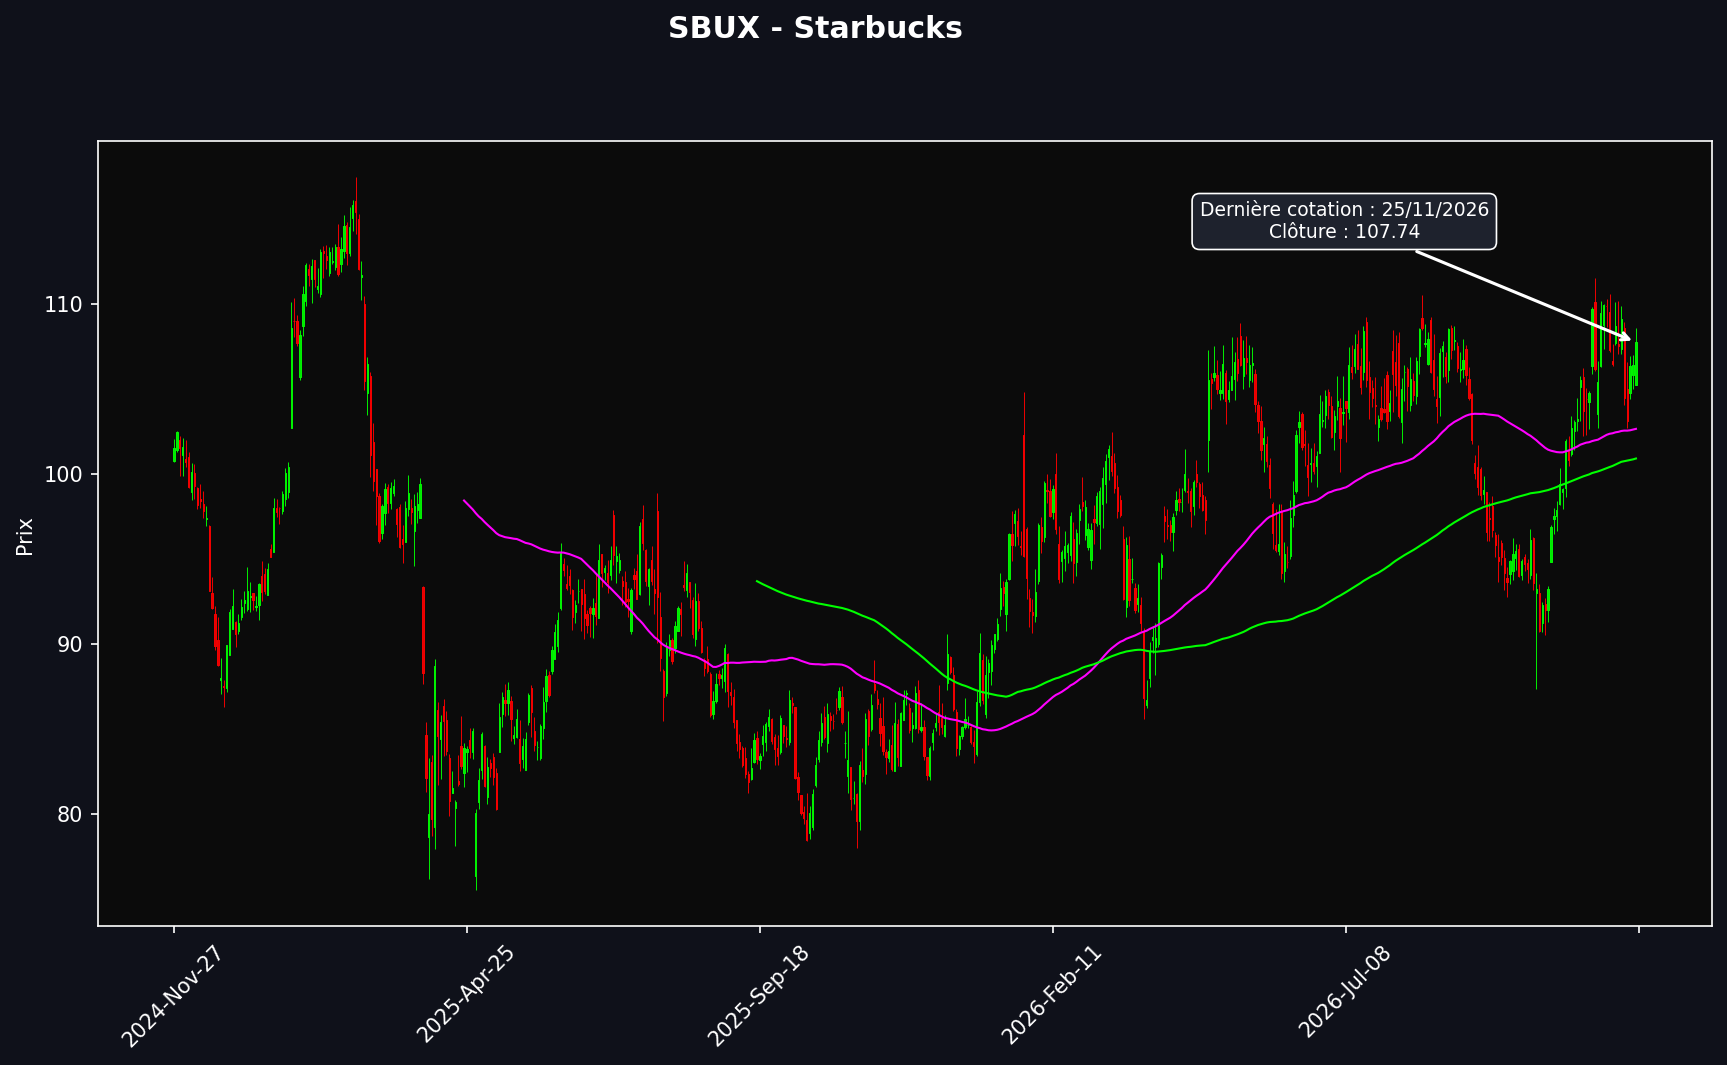 SBUX - Starbucks
Dernière cotation : 25/11/2026
Clôture : 107.74
Prix
110
100
90
80
2024-Nov-27
2025-Apr-25
2025-Sep-18
2026-Feb-11
2026-Jul-08